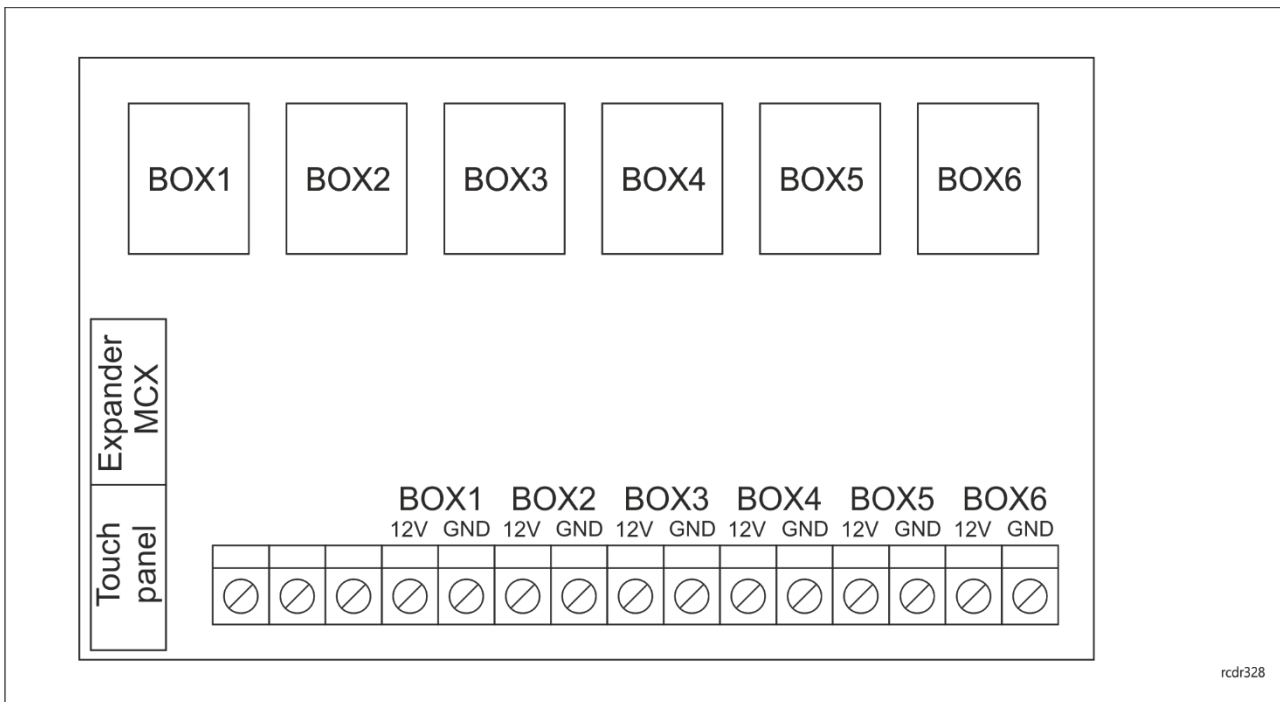 BOX1 BOX2 BOX3 BOX4 BOX5 BOX6
Expander
MCX
Touch
panel
BOX1 BOX2 BOX3 BOX4 BOX5 BOX6
12V GND 12V GND 12V GND 12V GND 12V GND 12V GND
rcdr328